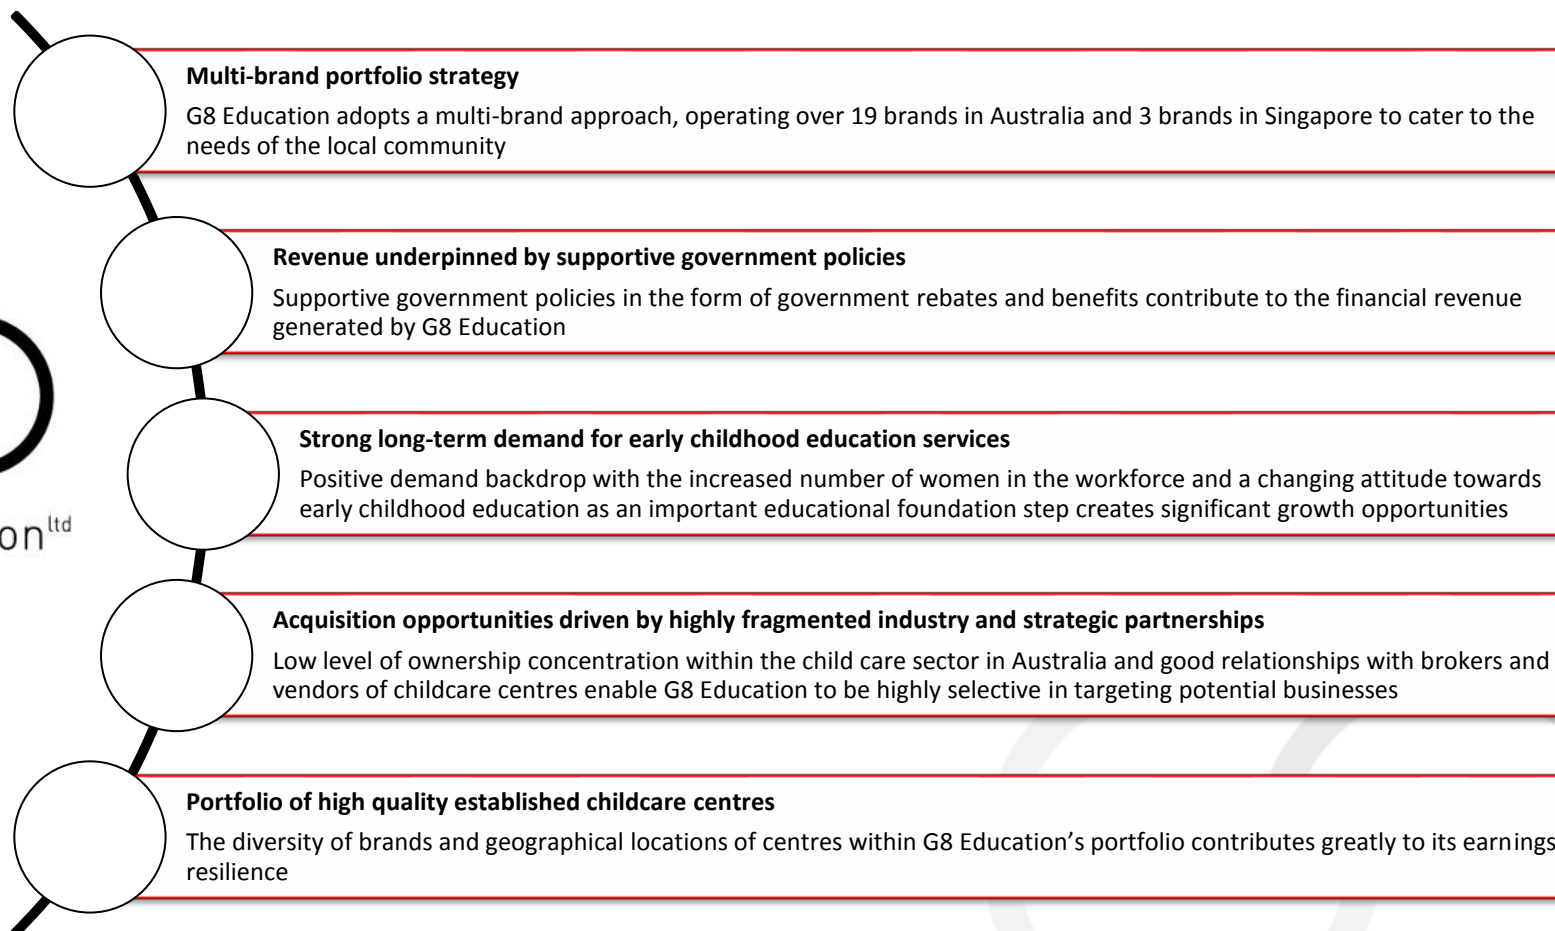 Multi-brand portfolio strategy
G8 Education adopts a multi-brand approach, operating over 19 brands in Australia and 3 brands in Singapore to cater to the
needs of the local community
Revenue underpinned by supportive government policies
Supportive government policies in the form of government rebates and benefits contribute to the financial revenue
generated by G8 Education
Strong long-term demand for early childhood education services
Positive demand backdrop with the increased number of women in the workforce and a changing attitude towards
early childhood education as an important educational foundation step creates significant growth opportunities
on ltd
Acquisition opportunities driven by highly fragmented industry and strategic partnerships
Low level of ownership concentration within the child care sector in Australia and good relationships with brokers and
vendors of childcare centres enable G8 Education to be highly selective in targeting potential businesses
Portfolio of high quality established childcare centres
The diversity of brands and geographical locations of centres within G8 Education's portfolio contributes greatly to its earnings
resilience